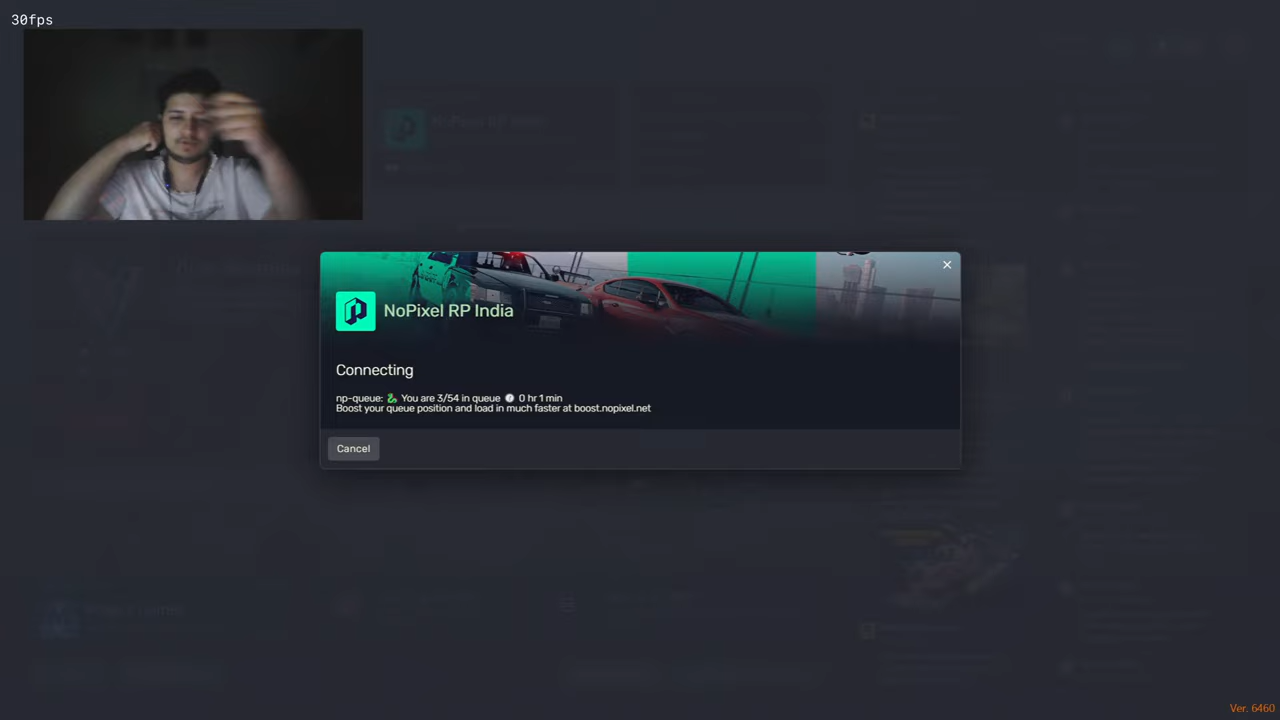 30fps
NoPixel RP India
Connecting
np-queue: 🐍 You are 3/54 in queue 🕐 0 hr 1 min
Boost your queue position and load in much faster at boost.nopixel.net
Cancel
Ver. 6460